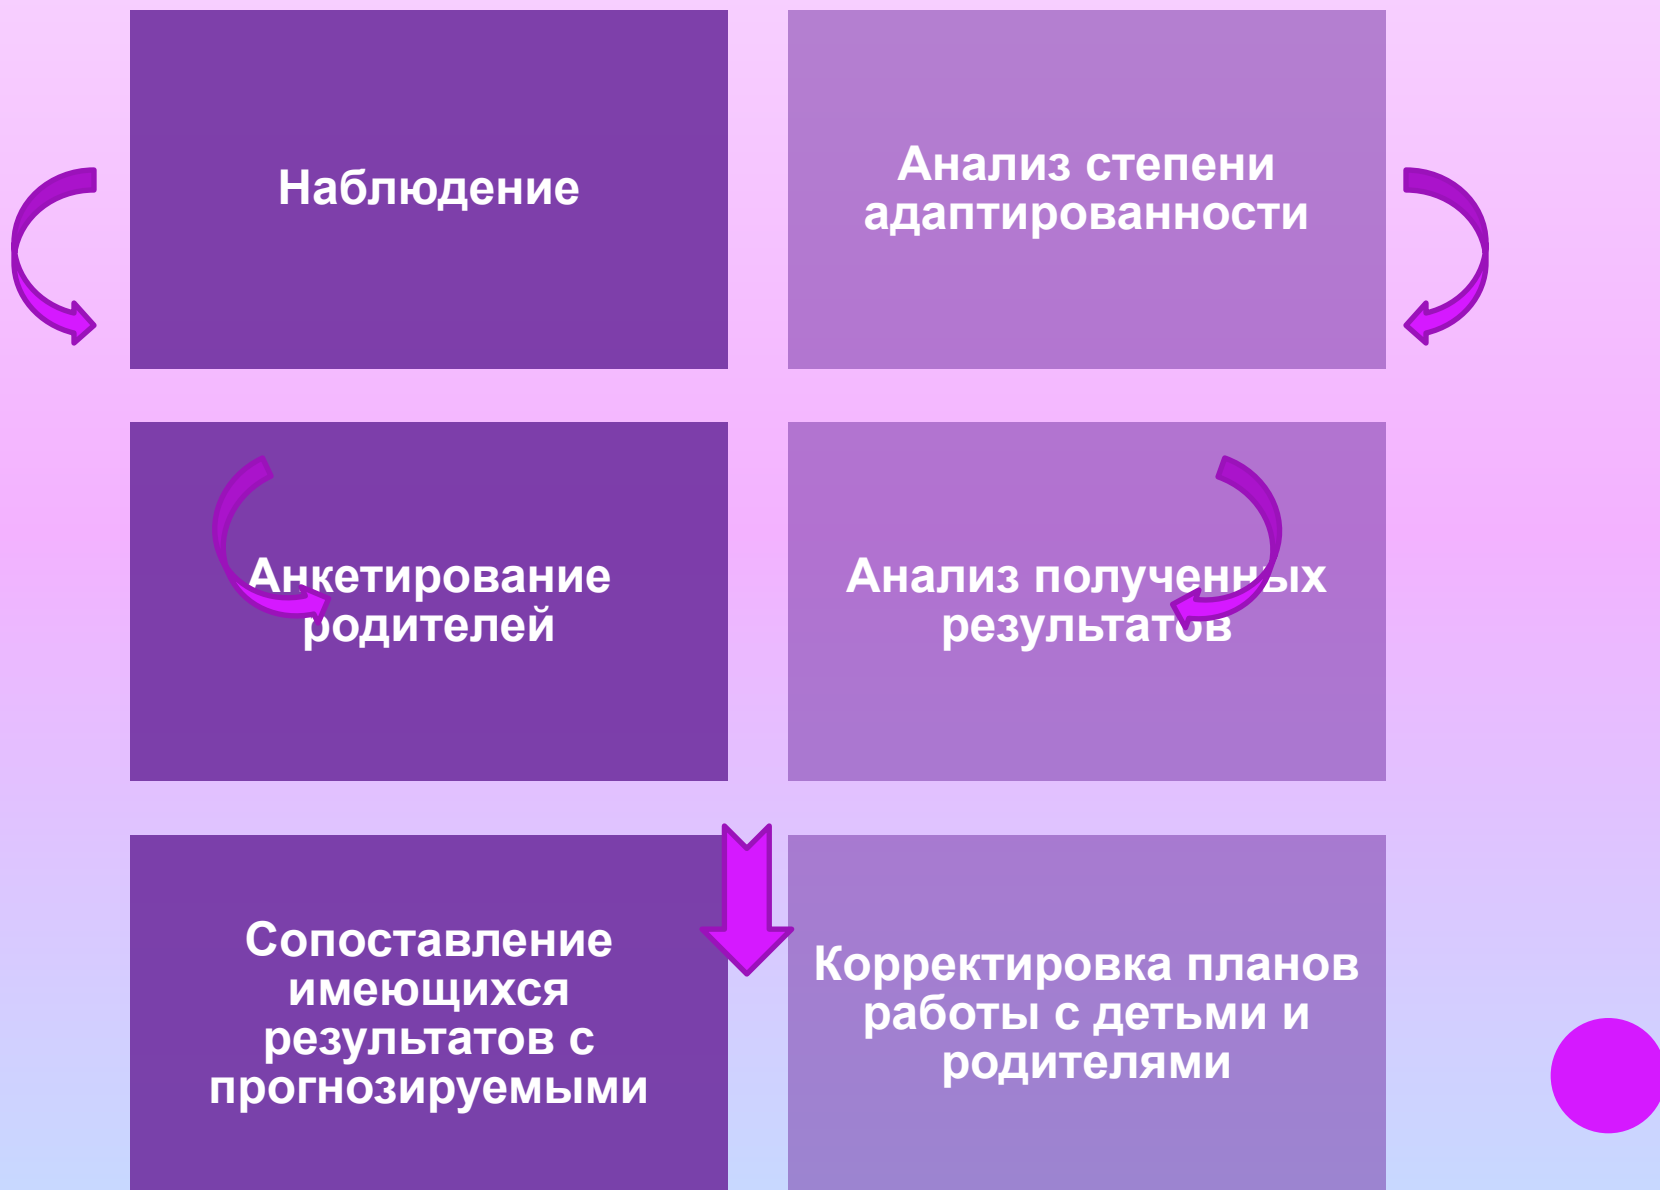 Наблюдение
Анализ степени
адаптированности
Анкетирование
родителей
Анализ полученных
результатов
Сопоставление
имеющихся
результатов с
прогнозируемыми
Корректировка планов
работы с детьми и
родителями